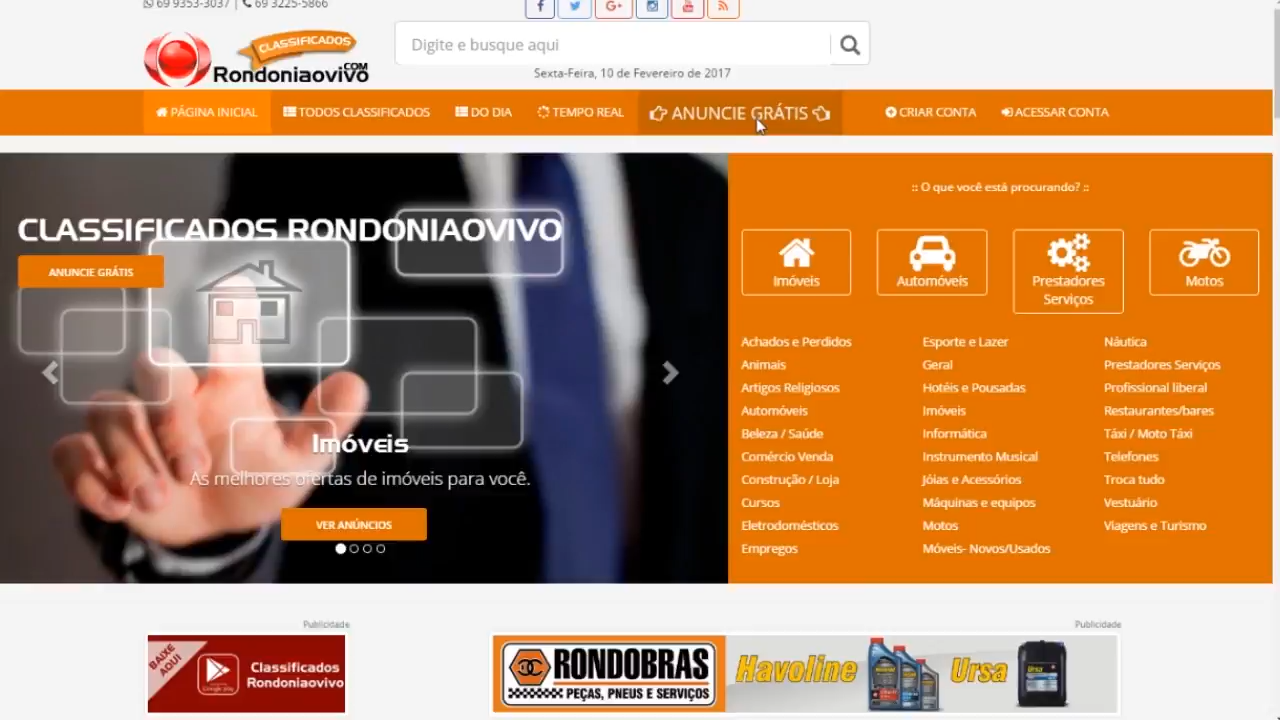 69 9353-3037 | 69 3225-5866
CLASSIFICADOS
Rondoniaovivo.COM
Digite e busque aqui
Sexta-Feira, 10 de Fevereiro de 2017
PÁGINA INICIAL
TODOS CLASSIFICADOS
DO DIA
TEMPO REAL
ANUNCIE GRÁTIS
CRIAR CONTA
ACESSAR CONTA
CLASSIFICADOS RONDONIAOVIVO
ANUNCIE GRÁTIS
Imóveis
As melhores ofertas de imóveis para você.
VER ANÚNCIOS
:: O que você está procurando? ::
Imóveis
Automóveis
Prestadores
Serviços
Motos
Achados e Perdidos
Animais
Artigos Religiosos
Automóveis
Beleza / Saúde
Comércio Venda
Construção / Loja
Cursos
Eletrodomésticos
Empregos
Esporte e Lazer
Geral
Hotéis e Pousadas
Imóveis
Informática
Instrumento Musical
Jóias e Acessórios
Máquinas e equipos
Motos
Móveis- Novos/Usados
Náutica
Prestadores Serviços
Profissional liberal
Restaurantes/bares
Táxi / Moto Táxi
Telefones
Troca tudo
Vestuário
Viagens e Turismo
Publicidade
BAIXE
AQUI
Google play
Classificados
Rondoniaovivo
Publicidade
RONDOBRAS
PEÇAS, PNEUS E SERVIÇOS
Havoline
Ursa
Ursa